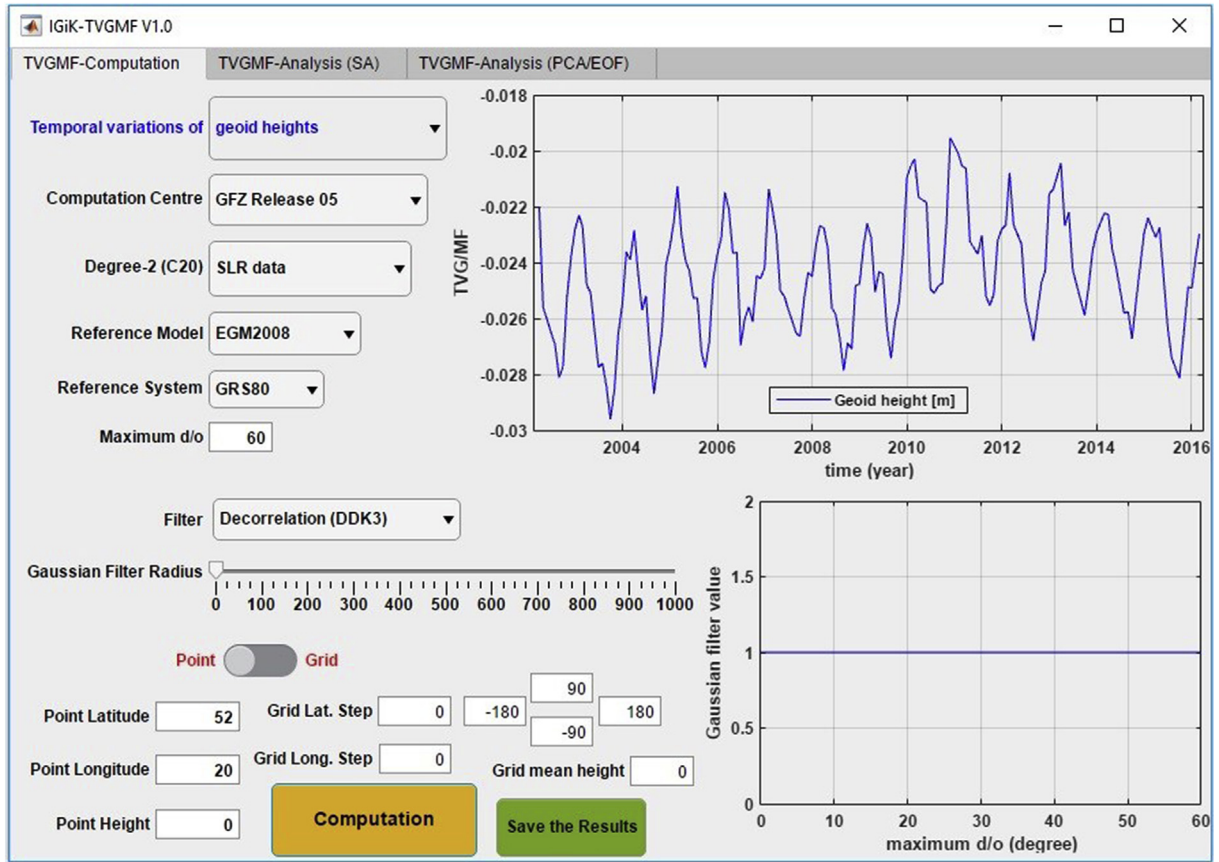 IGiK-TVGMF V1.0
TVGMF-Computation
TVGMF-Analysis (SA)
TVGMF-Analysis (PCA/EOF)
Temporal variations of geoid heights
Computation Centre GFZ Release 05
Degree-2 (C20) SLR data
Reference Model EGM2008
Reference System GRS80
Maximum d/o 60
-0.018
-0.02
-0.022
-0.024
-0.026
-0.028
-0.03
TVG/MF
Geoid height [m]
2004 2006 2008 2010 2012 2014 2016
time (year)
Filter Decorrelation (DDK3)
Gaussian Filter Radius
0 100 200 300 400 500 600 700 800 900 1000
Point Grid
Point Latitude 52
Point Longitude 20
Point Height 0
Grid Lat. Step 0
Grid Long. Step 0
90
-180 180
-90
Grid mean height 0
Computation
Save the Results
2
1.5
1
0.5
0
Gaussian filter value
0 10 20 30 40 50 60
maximum d/o (degree)